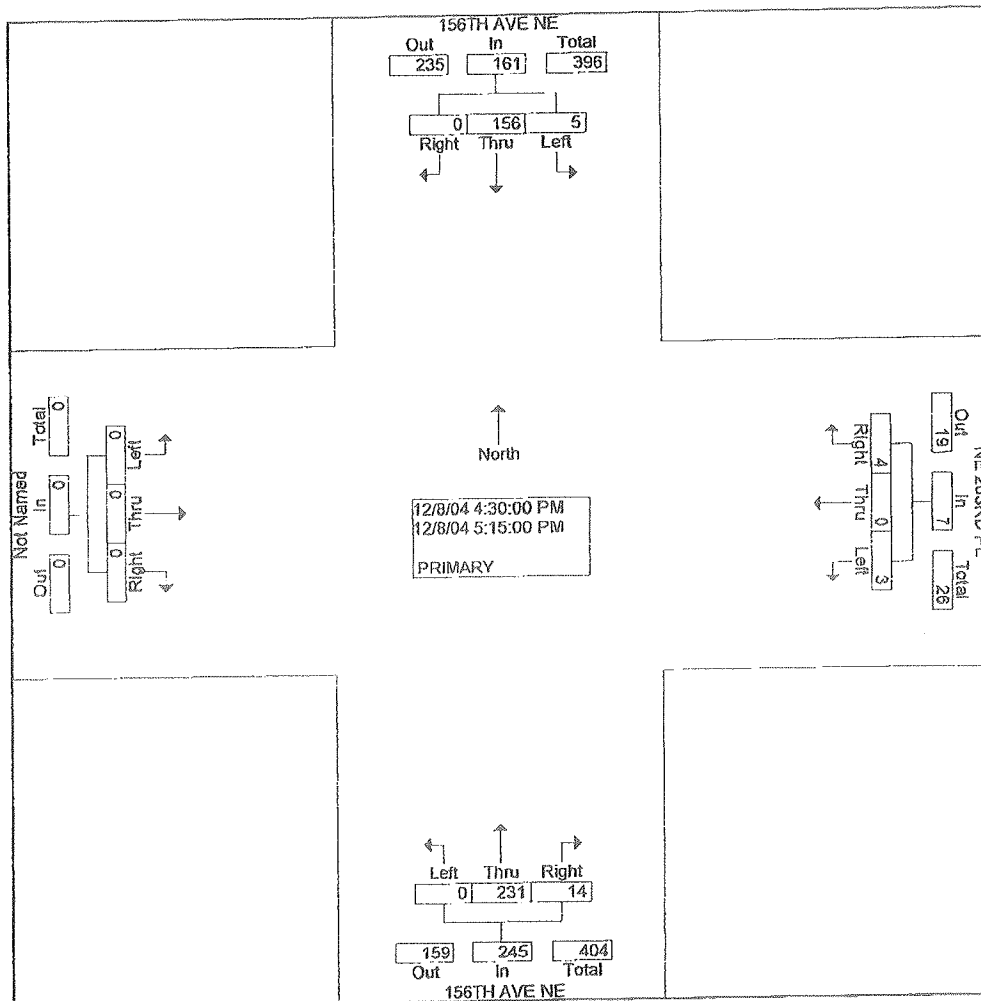 156TH AVE NE
Out In Total
235 161 396
0 156 5
Right Thru Left
Not Named
Total In Out
0 0 0
0 0 0
Left Thru Right
North
12/8/04 4:30:00 PM
12/8/04 5:15:00 PM
PRIMARY
Right Thru Left
4 0 3
19 7 26
Out In Total
Left Thru Right
0 231 14
159 245 404
Out In Total
156TH AVE NE